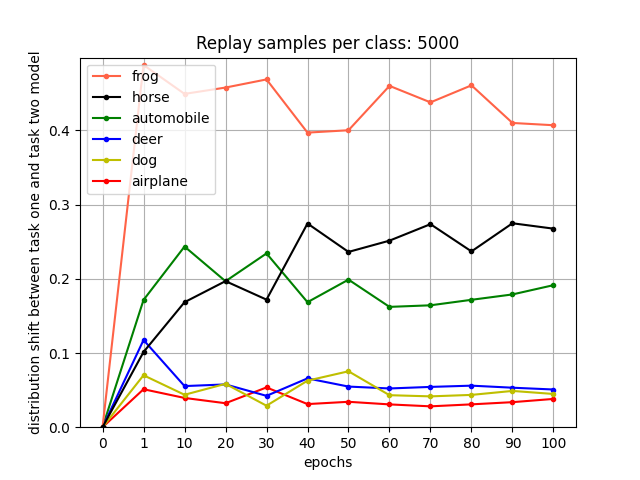 Replay samples per class: 5000
distribution shift between task one and task two model
0.4
0.3
0.2
0.1
0.0
frog
horse
automobile
deer
dog
airplane
0 1 10 20 30 40 50 60 70 80 90 100
epochs